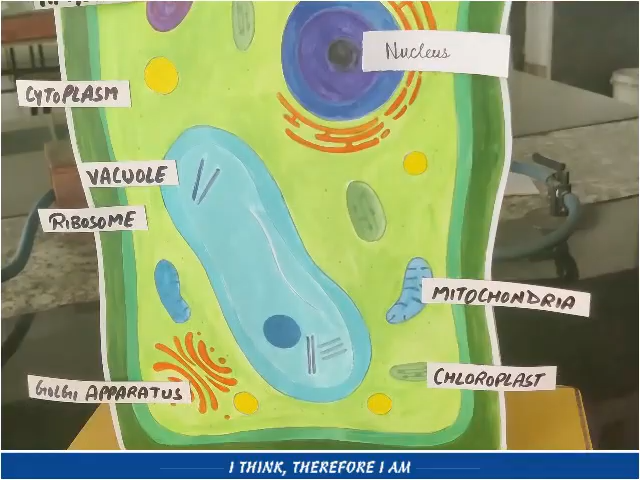 Nucleus
CYTOPLASM
VACUOLE
RIBOSOME
MITOCHONDRIA
GOLGI APPARATUS
CHLOROPLAST
I THINK, THEREFORE I AM